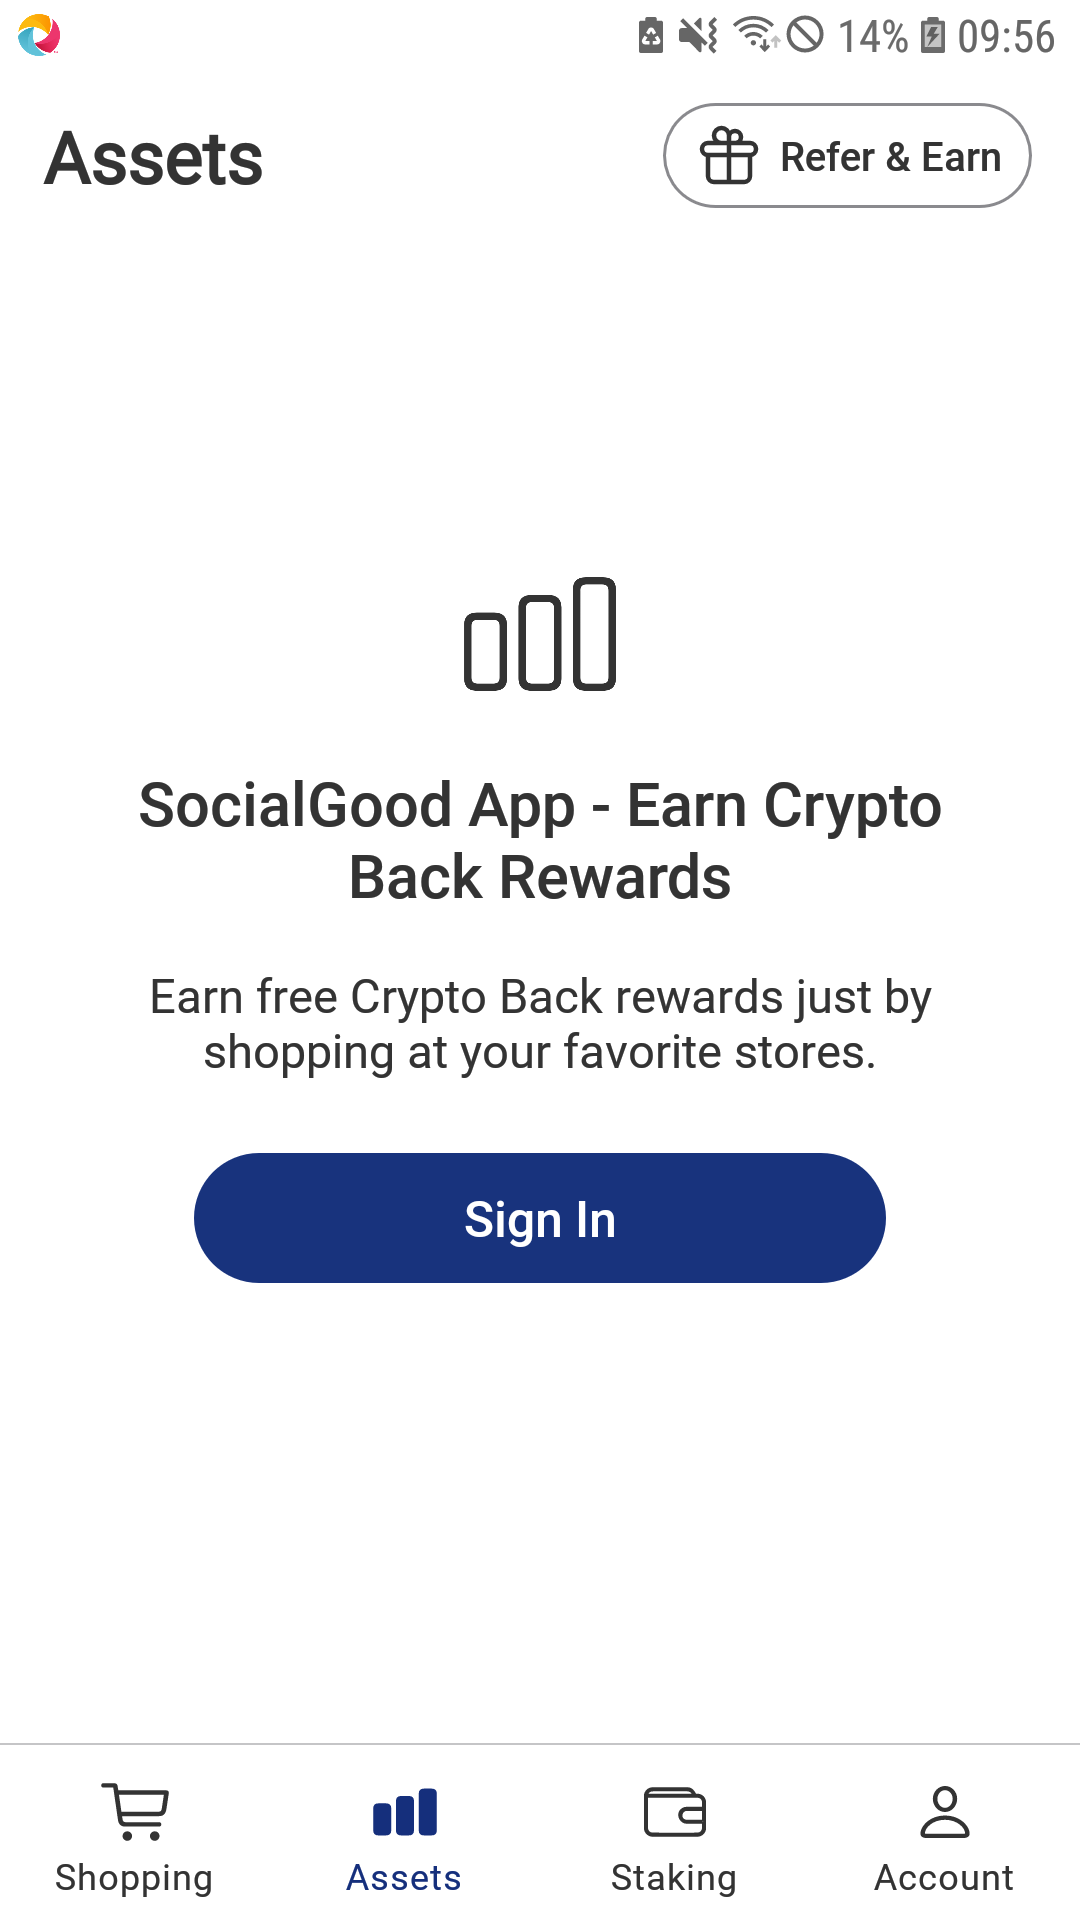 14% 09:56
Assets
Refer & Earn
SocialGood App - Earn Crypto
Back Rewards
Earn free Crypto Back rewards just by
shopping at your favorite stores.
Sign In
Shopping Assets Staking Account